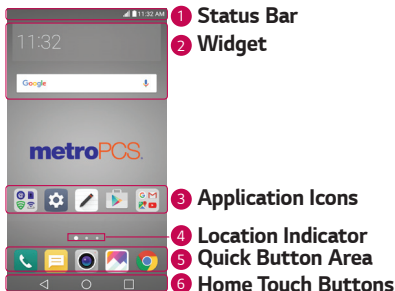 11:32 AM
1 Status Bar
11:32
2 Widget
Google
metroPCS.
3 Application Icons
4 Location Indicator
5 Quick Button Area
6 Home Touch Buttons